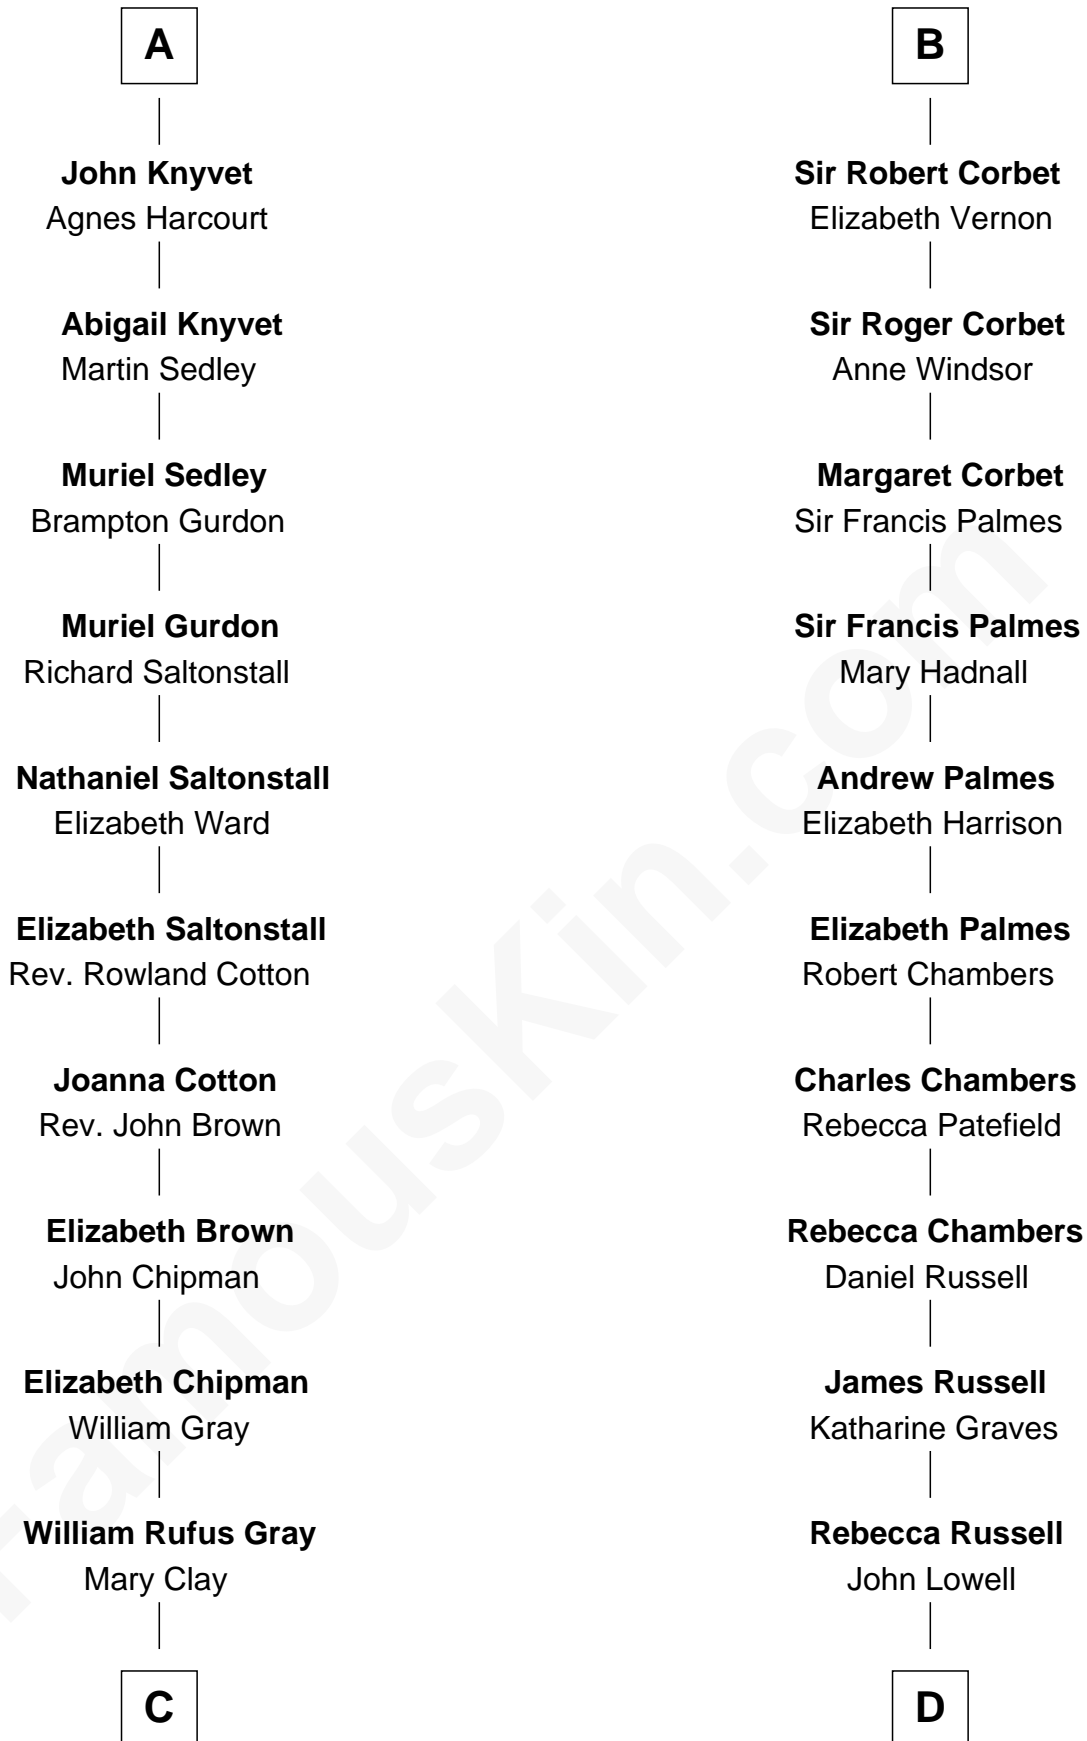 A
John Knyvet
Agnes Harcourt
Abigail Knyvet
Martin Sedley
Muriel Sedley
Brampton Gurdon
Muriel Gurdon
Richard Saltonstall
Nathaniel Saltonstall
Elizabeth Ward
Elizabeth Saltonstall
Rev. Rowland Cotton
Joanna Cotton
Rev. John Brown
Elizabeth Brown
John Chipman
Elizabeth Chipman
William Gray
William Rufus Gray
Mary Clay
C
B
Sir Robert Corbet
Elizabeth Vernon
Sir Roger Corbet
Anne Windsor
Margaret Corbet
Sir Francis Palmes
Sir Francis Palmes
Mary Hadnall
Andrew Palmes
Elizabeth Harrison
Elizabeth Palmes
Robert Chambers
Charles Chambers
Rebecca Patefield
Rebecca Chambers
Daniel Russell
James Russell
Katharine Graves
Rebecca Russell
John Lowell
D
FamousKin.com